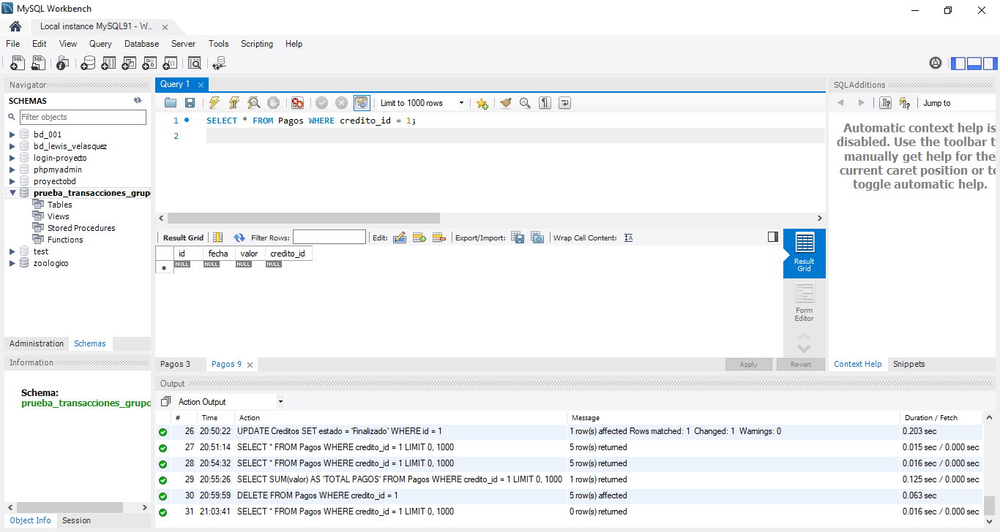 MySQL Workbench
Local instance MySQL91 - W...
File Edit View Query Database Server Tools Scripting Help
Navigator
SCHEMAS
Filter objects
bd_001
bd_lewis_velasquez
login-proyecto
phpmyadmin
proyectobd
prueba_transacciones_grupo
Tables
Views
Stored Procedures
Functions
test
zoologico
Administration Schemas
Information
Schema:
prueba_transacciones_grupo
Object Info Session
Query 1
Limit to 1000 rows
1 SELECT * FROM Pagos WHERE credito_id = 1;
2
Result Grid Filter Rows: Edit: Export/Import: Wrap Cell Content:
id fecha valor credito_id
NULL NULL NULL NULL
Result
Grid
Form
Editor
Pagos 3 Pagos 9 Apply Revert
SQLAdditions
Jump to
Automatic context help is
disabled. Use the toolbar t
manually get help for the
current caret position or to
toggle automatic help.
Context Help Snippets
Output
Action Output
# Time Action Message Duration / Fetch
26 20:50:22 UPDATE Creditos SET estado = 'Finalizado' WHERE id = 1 1 row(s) affected Rows matched: 1 Changed: 1 Warnings: 0 0.203 sec
27 20:51:14 SELECT * FROM Pagos WHERE credito_id = 1 LIMIT 0, 1000 5 row(s) returned 0.015 sec / 0.000 sec
28 20:54:32 SELECT * FROM Pagos WHERE credito_id = 1 LIMIT 0, 1000 5 row(s) returned 0.016 sec / 0.000 sec
29 20:55:26 SELECT SUM(valor) AS 'TOTAL PAGOS' FROM Pagos WHERE credito_id = 1 LIMIT 0, 1000 1 row(s) returned 0.125 sec / 0.000 sec
30 20:59:59 DELETE FROM Pagos WHERE credito_id = 1 5 row(s) affected 0.063 sec
31 21:03:41 SELECT * FROM Pagos WHERE credito_id = 1 LIMIT 0, 1000 0 row(s) returned 0.016 sec / 0.000 sec